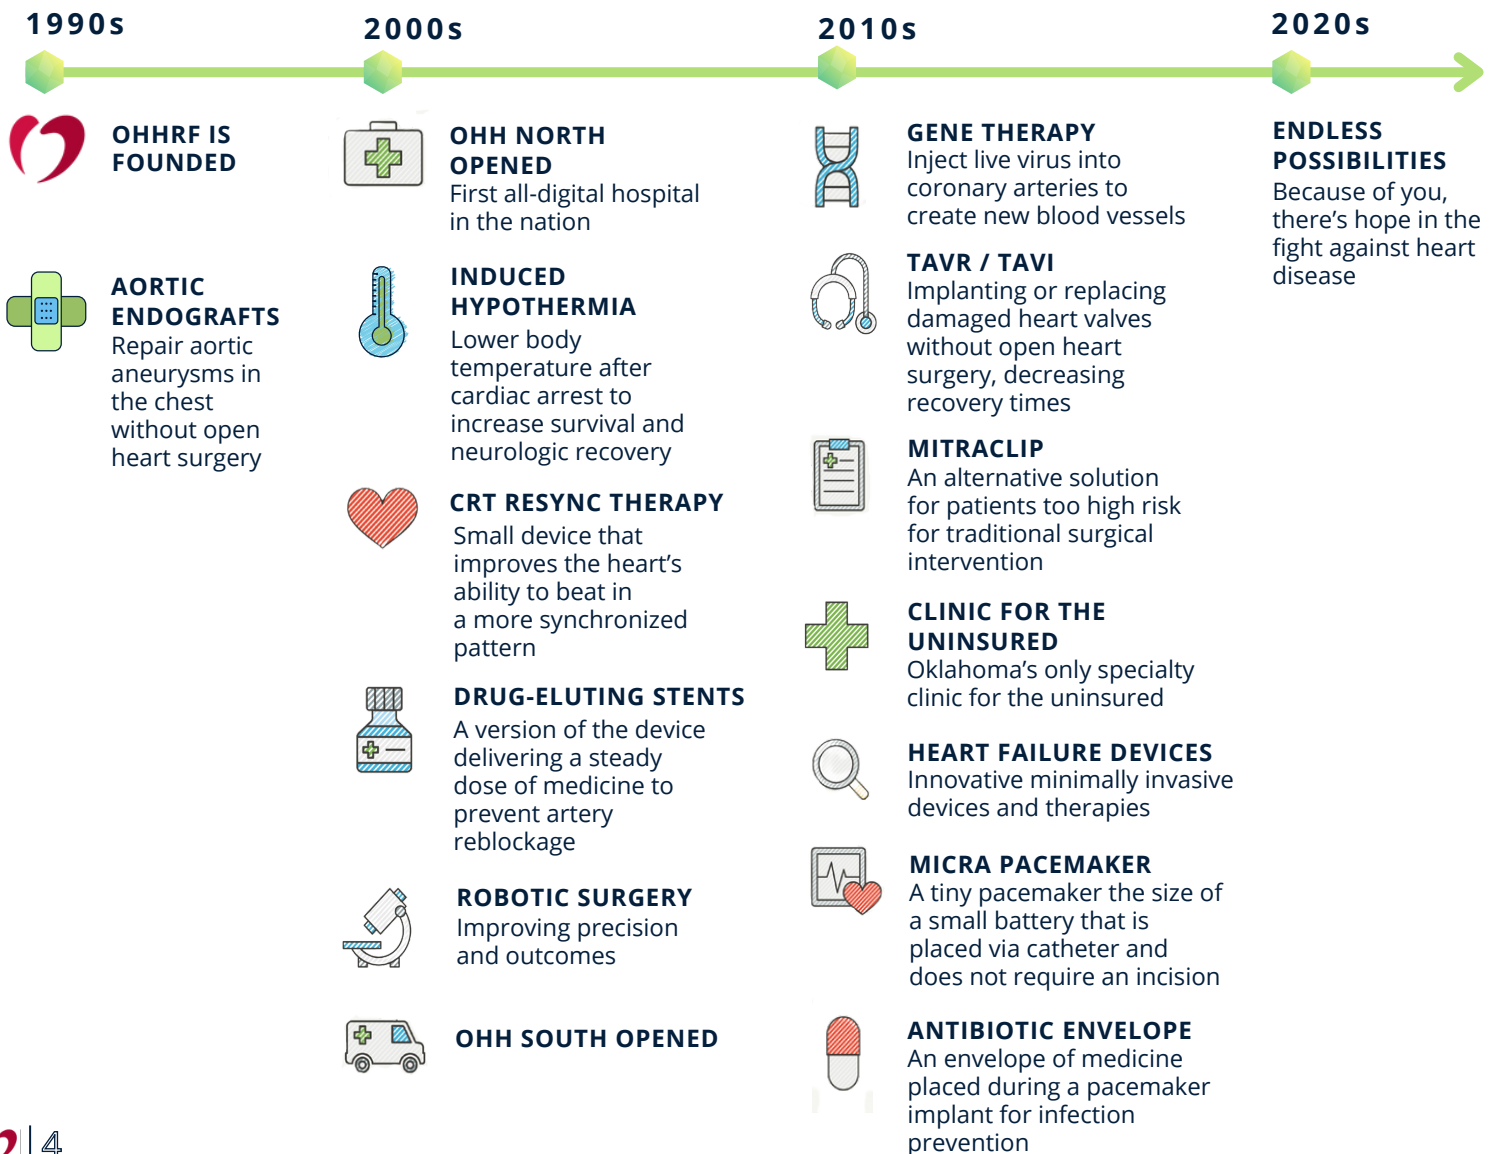 1990s
2000s
2010s
2020s
OHHRF IS
FOUNDED
AORTIC
ENDOGRAFTS
Repair aortic
aneurysms in
the chest
without open
heart surgery
OHH NORTH
OPENED
First all-digital hospital
in the nation
INDUCED
HYPOTHERMIA
Lower body
temperature after
cardiac arrest to
increase survival and
neurologic recovery
CRT RESYNC THERAPY
Small device that
improves the heart’s
ability to beat in
a more synchronized
pattern
DRUG-ELUTING STENTS
A version of the device
delivering a steady
dose of medicine to
prevent artery
reblockage
ROBOTIC SURGERY
Improving precision
and outcomes
OHH SOUTH OPENED
GENE THERAPY
Inject live virus into
coronary arteries to
create new blood vessels
TAVR / TAVI
Implanting or replacing
damaged heart valves
without open heart
surgery, decreasing
recovery times
MITRACLIP
An alternative solution
for patients too high risk
for traditional surgical
intervention
CLINIC FOR THE
UNINSURED
Oklahoma’s only specialty
clinic for the uninsured
HEART FAILURE DEVICES
Innovative minimally invasive
devices and therapies
MICRA PACEMAKER
A tiny pacemaker the size of
a small battery that is
placed via catheter and
does not require an incision
ANTIBIOTIC ENVELOPE
An envelope of medicine
placed during a pacemaker
implant for infection
prevention
ENDLESS
POSSIBILITIES
Because of you,
there’s hope in the
fight against heart
disease
4